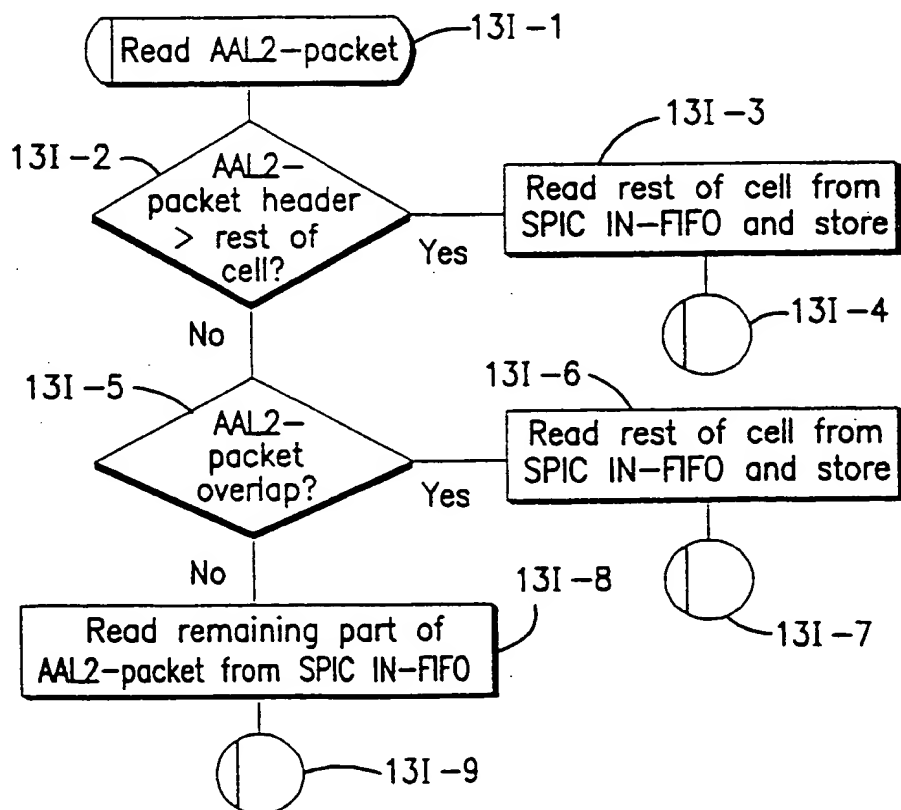 Read AAL2-packet
13I-1
13I-2
AAL2-
packet header
> rest of
cell?
Yes
No
13I-3
Read rest of cell from
SPIC IN-FIFO and store
13I-4
13I-5
AAL2-
packet
overlap?
Yes
No
13I-6
Read rest of cell from
SPIC IN-FIFO and store
13I-7
13I-8
Read remaining part of
AAL2-packet from SPIC IN-FIFO
13I-9